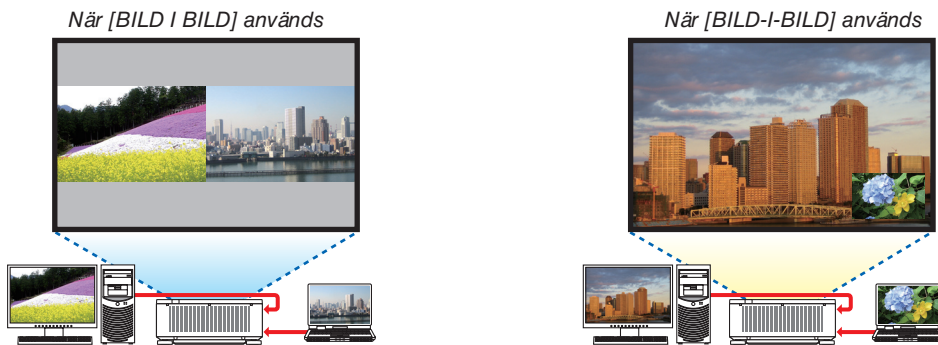 När [BILD I BILD] används
När [BILD-I-BILD] används